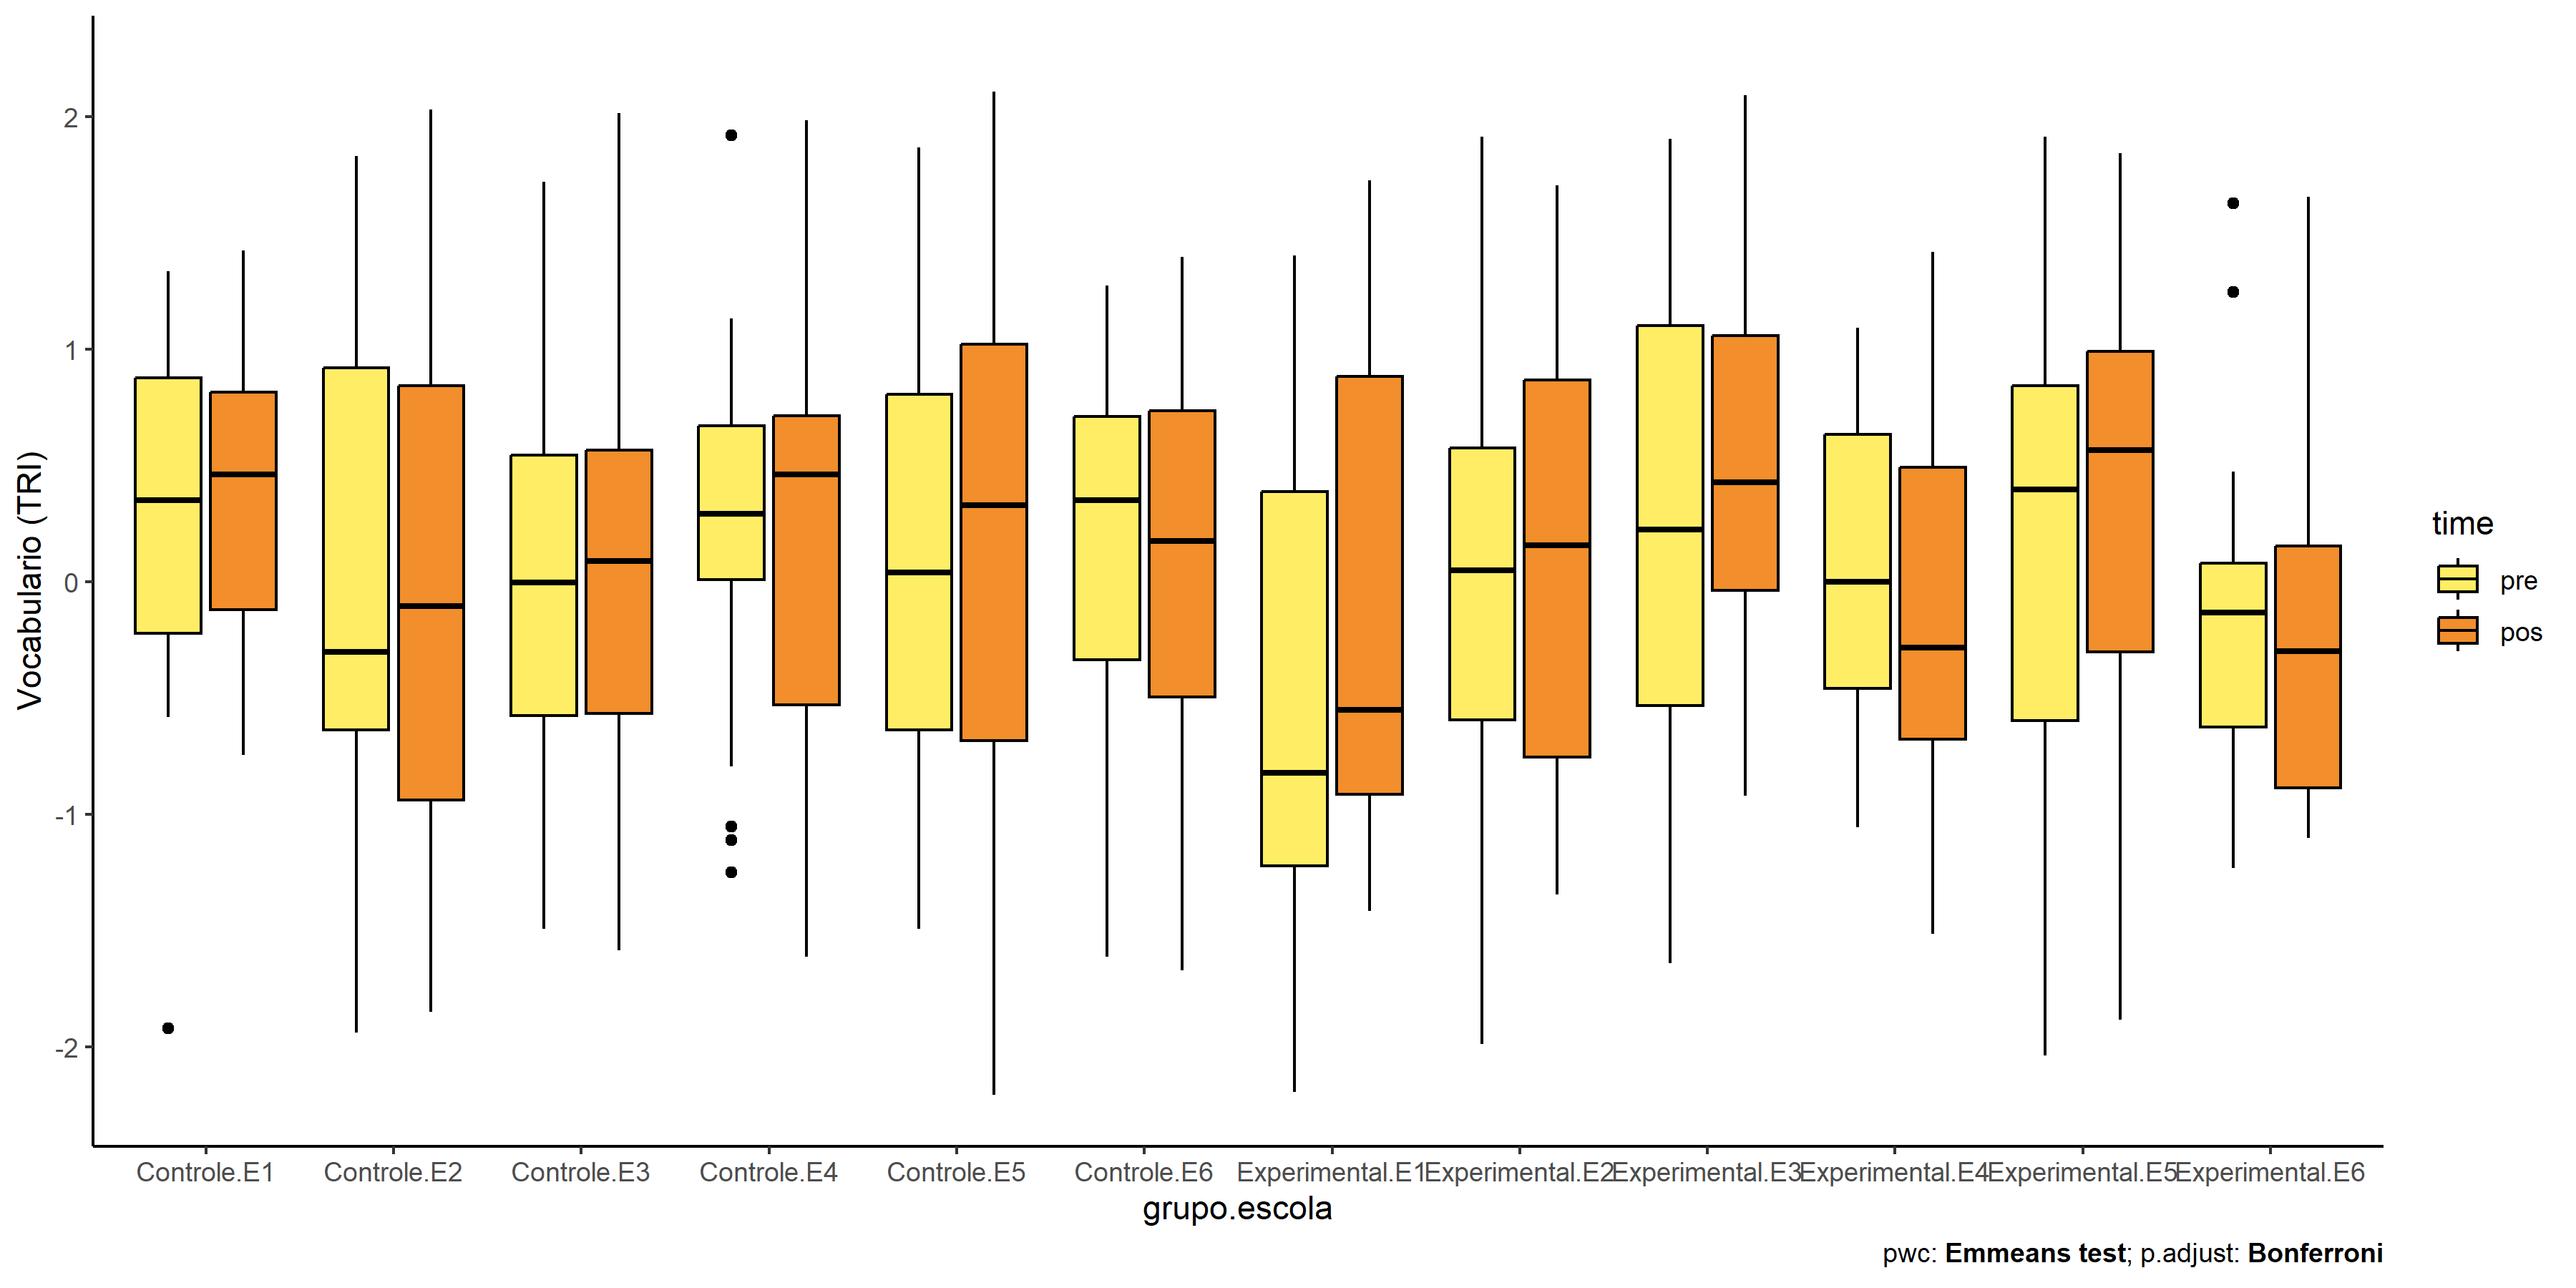 Vocabulario (TRI)
2
1
0
-1
-2
Controle.E1 Controle.E2 Controle.E3 Controle.E4 Controle.E5 Controle.E6 Experimental.E1 Experimental.E2 Experimental.E3 Experimental.E4 Experimental.E5 Experimental.E6
grupo.escola
time
pre
pos
pwc: Emmeans test; p.adjust: Bonferroni